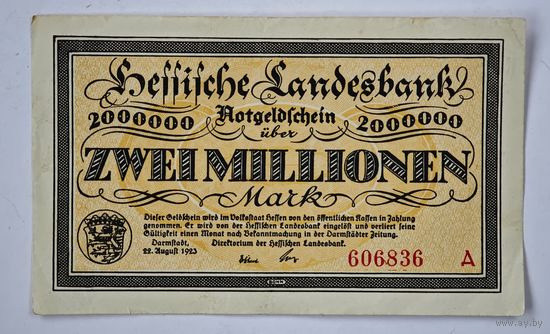 Hessische Landesbank
2000000 Notgeldschein 2000000
über
ZWEI MILLIONEN
Mark
Dieser Geldschein wird im Volksstaat Hessen von den öffentlichen Kassen in Zahlung
genommen. Er wird von der Hessischen Landesbank eingelöst und verliert seine
Gültigkeit einen Monat nach Bekanntmachung in der Darmstädter Zeitung.
Darmstadt, Direktorium der Hessischen Landesbank.
22. August 1923
606836 A
www.ay.by